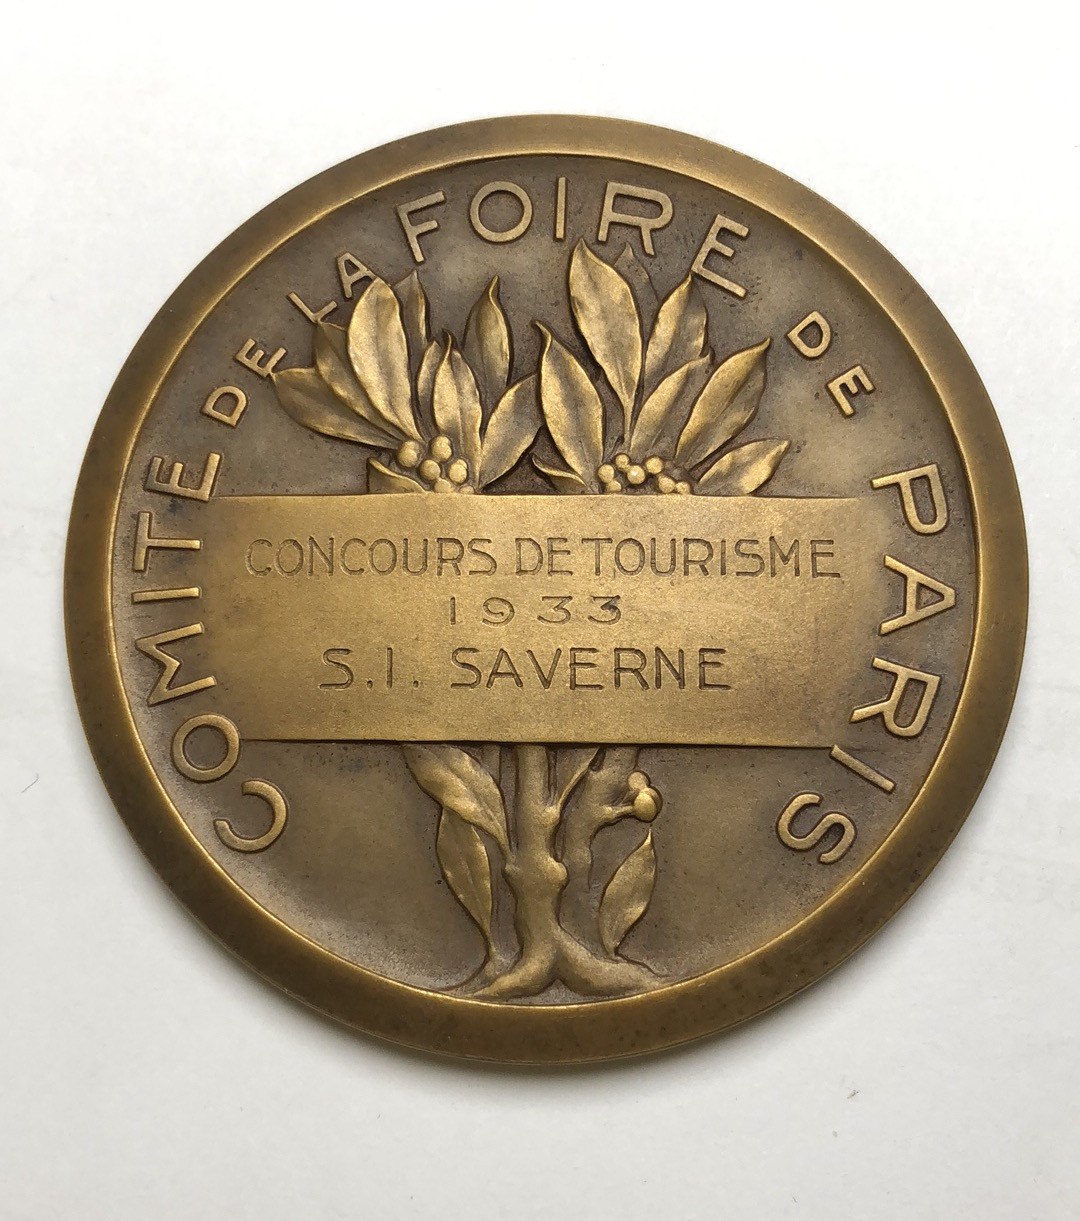 COMITE DE LA FOIRE DE PARIS
CONCOURS DE TOURISME
1933
S.I. SAVERNE